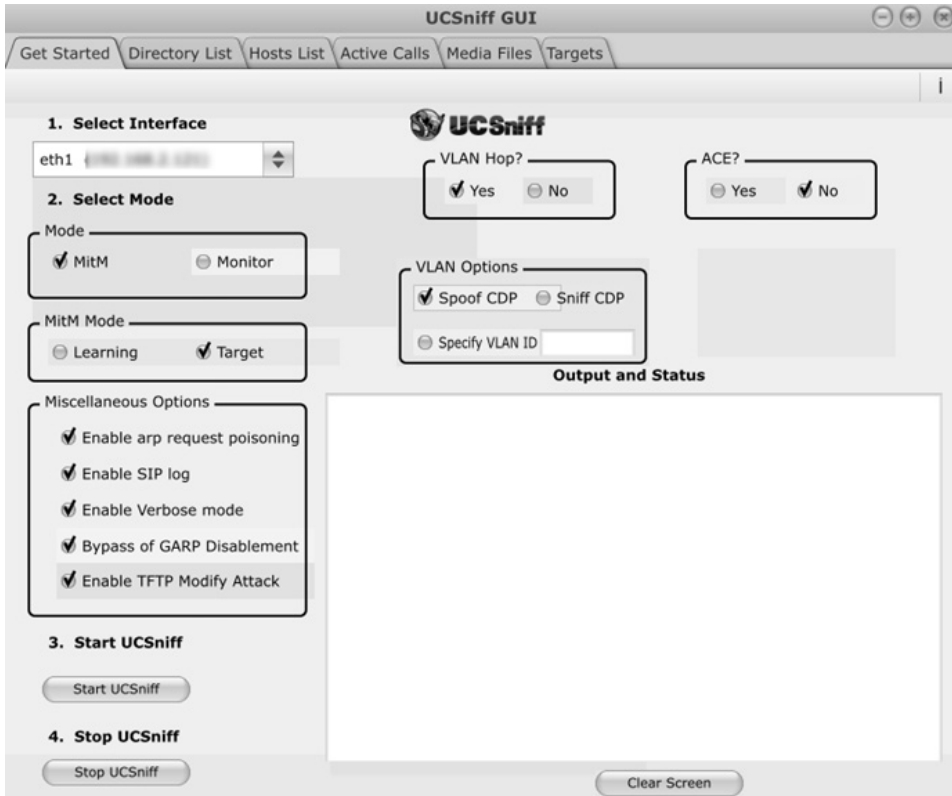 UCSniff GUI
Get Started Directory List Hosts List Active Calls Media Files Targets
i
1. Select Interface
eth1
2. Select Mode
Mode
MitM Monitor
MitM Mode
Learning Target
Miscellaneous Options
Enable arp request poisoning
Enable SIP log
Enable Verbose mode
Bypass of GARP Disablement
Enable TFTP Modify Attack
3. Start UCSniff
Start UCSniff
4. Stop UCSniff
Stop UCSniff
UCSniff
VLAN Hop?
Yes No
ACE?
Yes No
VLAN Options
Spoof CDP Sniff CDP
Specify VLAN ID
Output and Status
Clear Screen